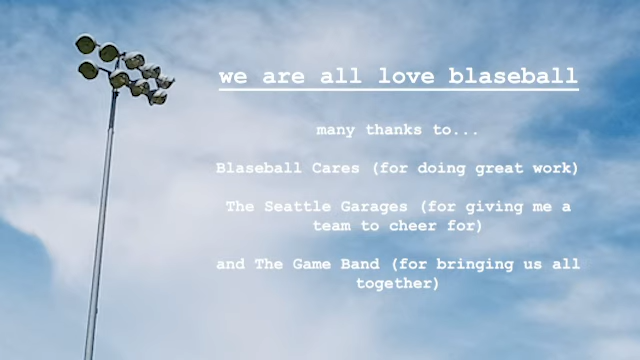 we are all love blaseball
many thanks to...
Blaseball Cares (for doing great work)
The Seattle Garages (for giving me a
team to cheer for)
and The Game Band (for bringing us all
together)